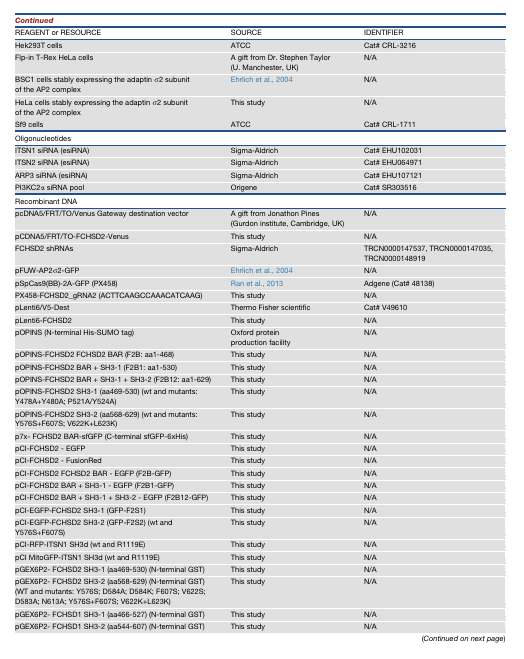 Continued
REAGENT or RESOURCE SOURCE IDENTIFIER
Hek293T cells ATCC Cat# CRL-3216
Flp-in T-Rex HeLa cells A gift from Dr. Stephen Taylor N/A
(U. Manchester, UK)
BSC1 cells stably expressing the adaptin σ2 subunit Ehrlich et al., 2004 N/A
of the AP2 complex
HeLa cells stably expressing the adaptin σ2 subunit This study N/A
of the AP2 complex
Sf9 cells ATCC Cat# CRL-1711
Oligonucleotides
ITSN1 siRNA (esiRNA) Sigma-Aldrich Cat# EHU102031
ITSN2 siRNA (esiRNA) Sigma-Aldrich Cat# EHU064971
ARP3 siRNA (esiRNA) Sigma-Aldrich Cat# EHU107121
PI3KC2α siRNA pool Origene Cat# SR303516
Recombinant DNA
pcDNA5/FRT/TO/Venus Gateway destination vector A gift from Jonathon Pines N/A
(Gurdon institute, Cambridge, UK)
pCDNA5/FRT/TO-FCHSD2-Venus This study N/A
FCHSD2 shRNAs Sigma-Aldrich TRCN0000147537, TRCN0000147035,
TRCN0000148919
pFUW-AP2σ2-GFP Ehrlich et al., 2004 N/A
pSpCas9(BB)-2A-GFP (PX458) Ran et al., 2013 Adgene (Cat# 48138)
PX458-FCHSD2_gRNA2 (ACTTCAAGCCAAACATCAAG) This study N/A
pLenti6/V5-Dest Thermo Fisher scientific Cat# V49610
pLenti6-FCHSD2 This study N/A
pOPINS (N-terminal His-SUMO tag) Oxford protein N/A
production facility
pOPINS-FCHSD2 FCHSD2 BAR (F2B: aa1-468) This study N/A
pOPINS-FCHSD2 BAR + SH3-1 (F2B1: aa1-530) This study N/A
pOPINS-FCHSD2 BAR + SH3-1 + SH3-2 (F2B12: aa1-629) This study N/A
pOPINS-FCHSD2 SH3-1 (aa469-530) (wt and mutants: This study N/A
Y478A+Y480A; P521A/Y524A)
pOPINS-FCHSD2 SH3-2 (aa568-629) (wt and mutants: This study N/A
Y576S+F607S; V622K+L623K)
p7x- FCHSD2 BAR-sfGFP (C-terminal sfGFP-6xHis) This study N/A
pCI-FCHSD2 - EGFP This study N/A
pCI-FCHSD2 - FusionRed This study N/A
pCI-FCHSD2 FCHSD2 BAR - EGFP (F2B-GFP) This study N/A
pCI-FCHSD2 BAR + SH3-1 - EGFP (F2B1-GFP) This study N/A
pCI-FCHSD2 BAR + SH3-1 + SH3-2 - EGFP (F2B12-GFP) This study N/A
pCI-EGFP-FCHSD2 SH3-1 (GFP-F2S1) This study N/A
pCI-EGFP-FCHSD2 SH3-2 (GFP-F2S2) (wt and This study N/A
Y576S+F607S)
pCI-RFP-ITSN1 SH3d (wt and R1119E) This study N/A
pCI MitoGFP-ITSN1 SH3d (wt and R1119E) This study N/A
pGEX6P2- FCHSD2 SH3-1 (aa469-530) (N-terminal GST) This study N/A
pGEX6P2- FCHSD2 SH3-2 (aa568-629) (N-terminal GST) This study N/A
(WT and mutants: Y576S; D584A; D584K; F607S; V622S;
D583A; N613A; Y576S+F607S; V622K+L623K)
pGEX6P2- FCHSD1 SH3-1 (aa466-527) (N-terminal GST) This study N/A
pGEX6P2- FCHSD1 SH3-2 (aa544-607) (N-terminal GST) This study N/A
(Continued on next page)